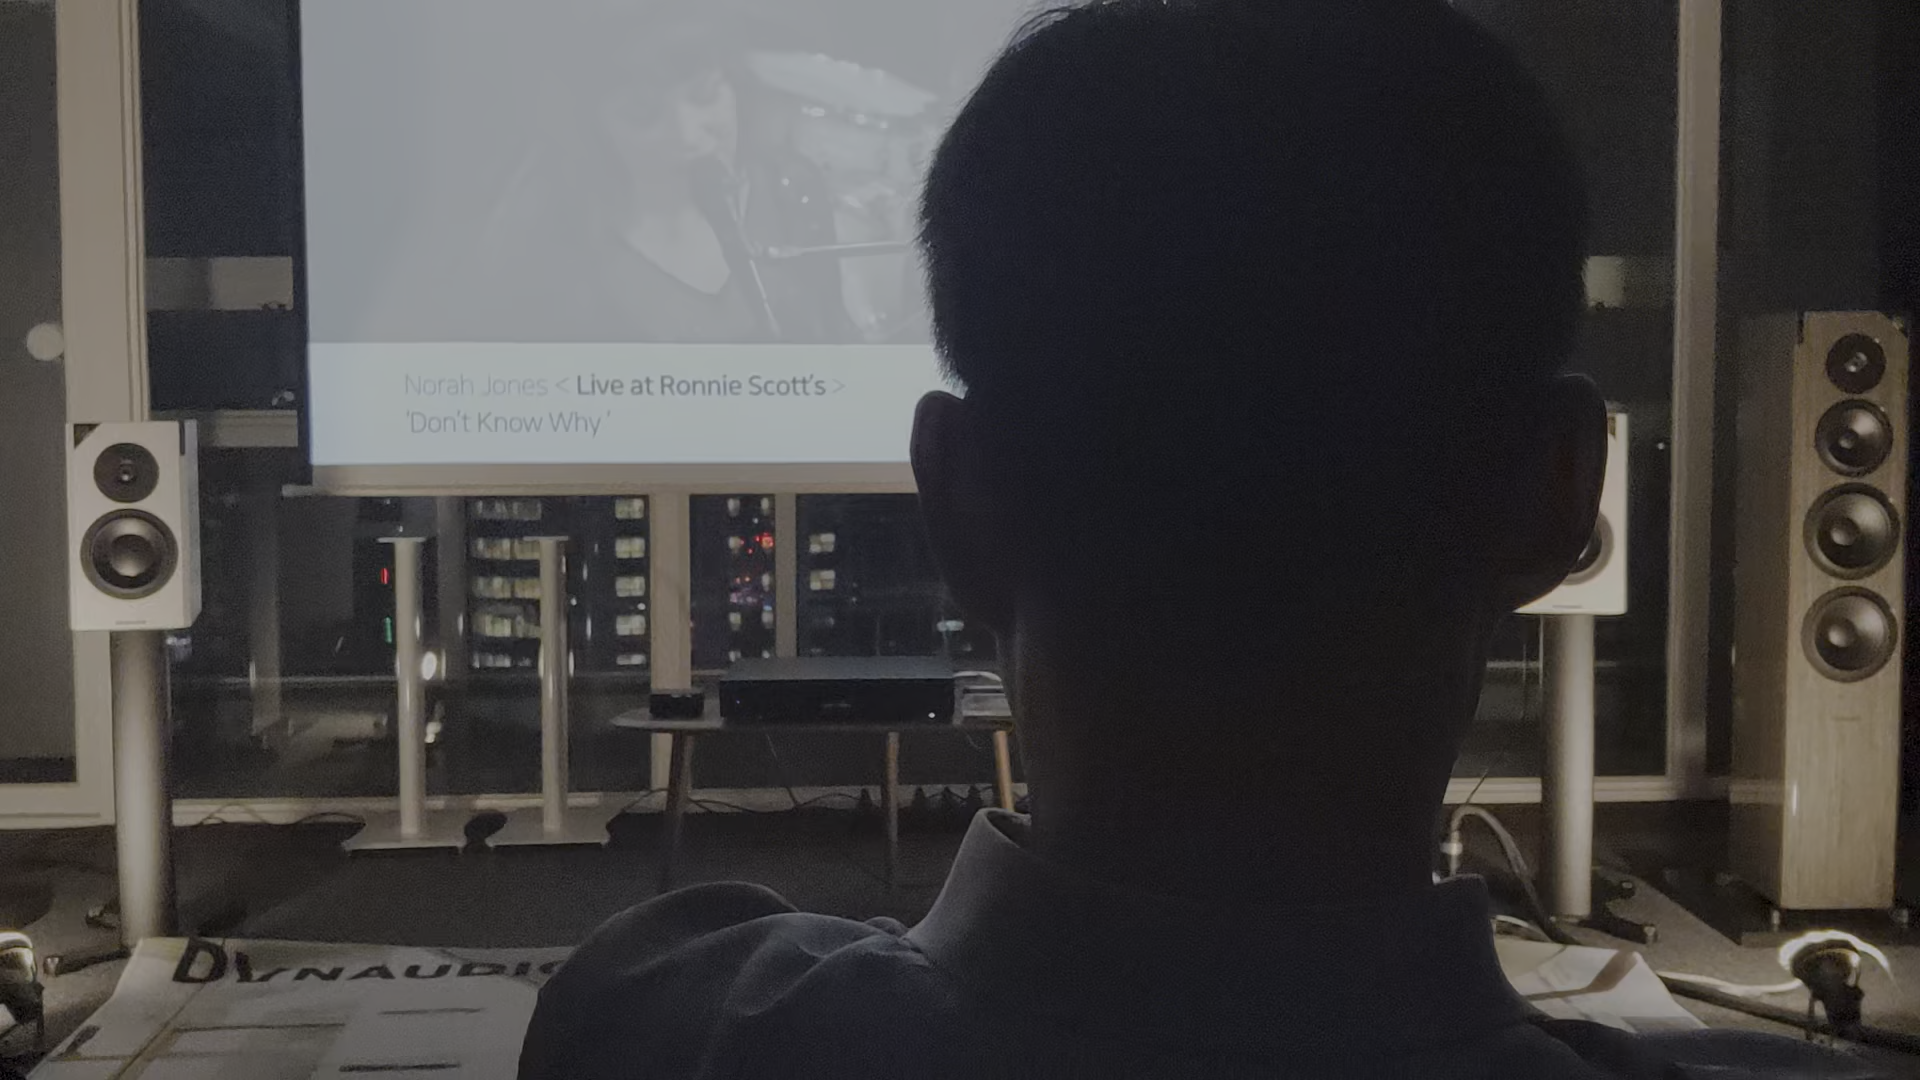 Norah Jones < Live at Ronnie Scott's >
'Don't Know Why'
DYNAUDIO